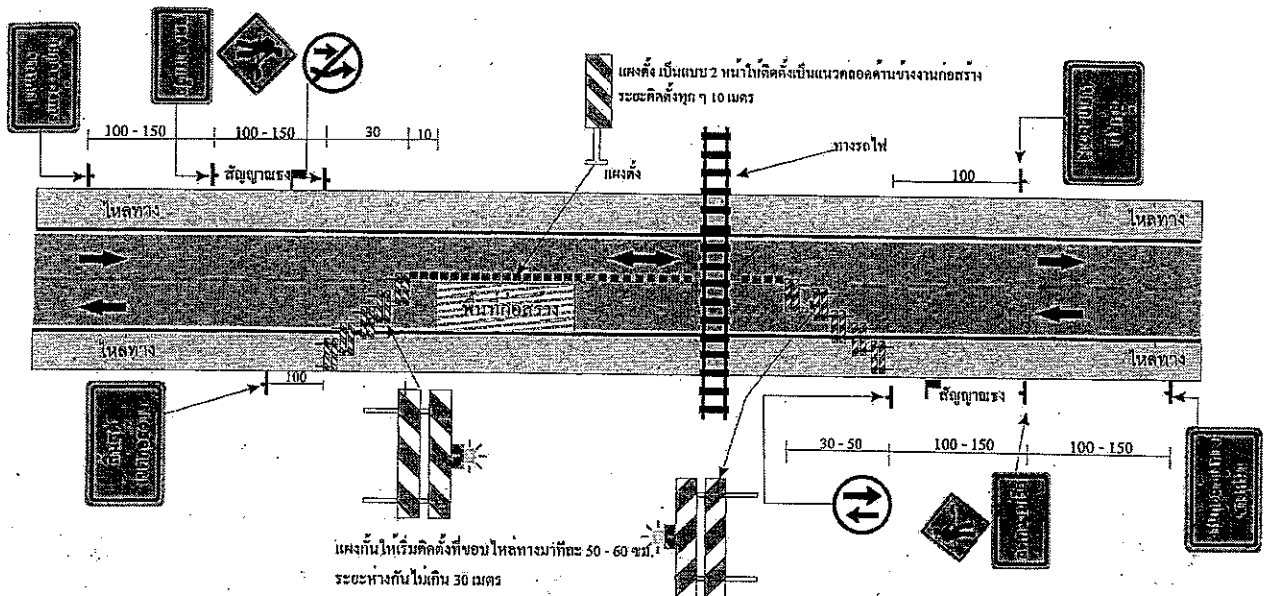 แผงตั้ง เป็นแบบ 2 หน้าให้ติดตั้งเป็นแนวตลอดด้านข้างงานก่อสร้าง
ระยะติดตั้งทุก ๆ 10 เมตร
100 - 150
100 - 150
30
10
ทางรถไฟ
สัญญาณธง
แผงตั้ง
100
ไหล่ทาง
ไหล่ทาง
พื้นที่ก่อสร้าง
ไหล่ทาง
ไหล่ทาง
100
สัญญาณธง
30 - 50
100 - 150
100 - 150
แผงกั้นให้เริ่มติดตั้งที่ขอบไหล่ทางมาทีละ 50 - 60 ซม.
ระยะห่างกันไม่เกิน 30 เมตร